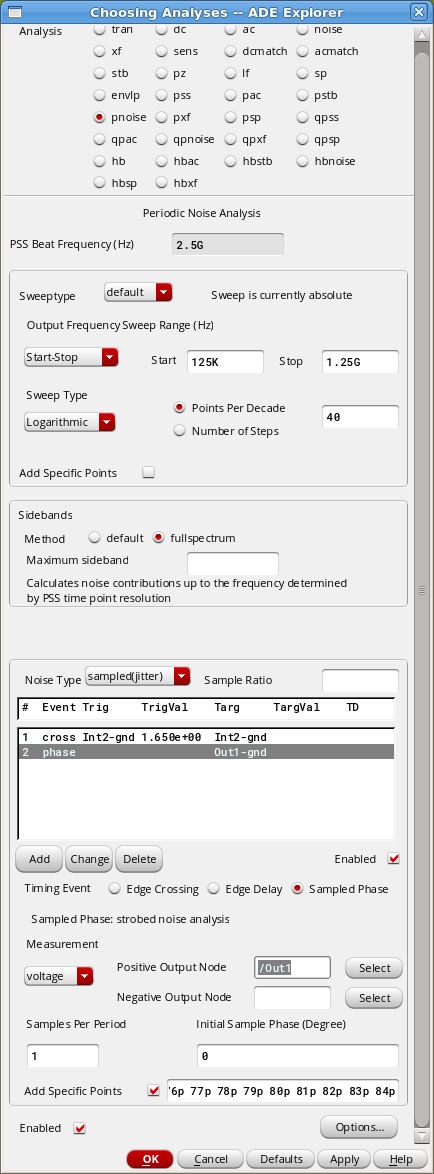 Choosing Analyses -- ADE Explorer
Analysis tran dc ac noise
xf sens dcmatch acmatch
stb pz lf sp
envlp pss pac pstb
pnoise pxf psp qpss
qpac qpnoise qpxf qpsp
hb hbac hbstb hbnoise
hbsp hbxf
Periodic Noise Analysis
PSS Beat Frequency (Hz) 2.5G
Sweeptype default Sweep is currently absolute
Output Frequency Sweep Range (Hz)
Start-Stop Start 125K Stop 1.25G
Sweep Type
Logarithmic Points Per Decade 40
Number of Steps
Add Specific Points
Sidebands
Method default fullspectrum
Maximum sideband
Calculates noise contributions up to the frequency determined
by PSS time point resolution
Noise Type sampled(jitter) Sample Ratio
# Event Trig TrigVal Targ TargVal TD
1 cross Int2-gnd 1.650e+00 Int2-gnd
2 phase Out1-gnd
Add Change Delete Enabled
Timing Event Edge Crossing Edge Delay Sampled Phase
Sampled Phase: strobed noise analysis
Measurement
voltage Positive Output Node /Out1 Select
Negative Output Node Select
Samples Per Period Initial Sample Phase (Degree)
1 0
Add Specific Points 6p 77p 78p 79p 80p 81p 82p 83p 84p
Enabled Options...
OK Cancel Defaults Apply Help